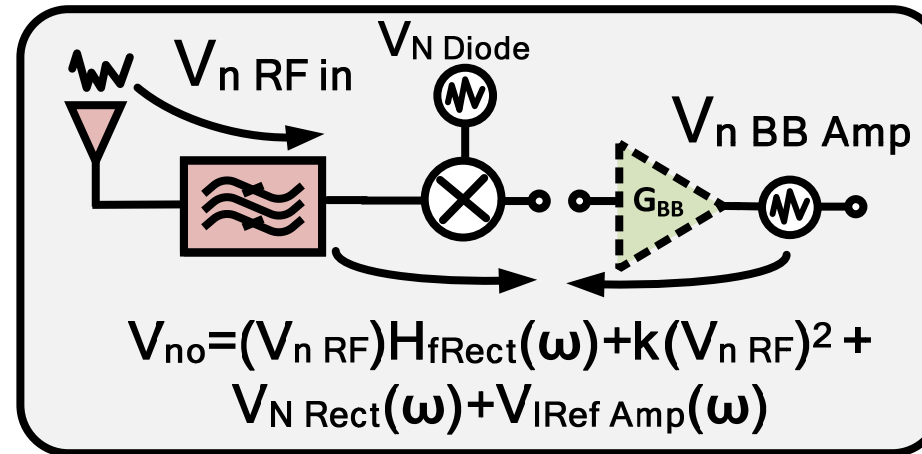 V_N Diode
V_n RF in
V_n BB Amp
G_BB
V_no=(V_n RF)H_fRect(ω)+k(V_n RF)²+
V_N Rect(ω)+V_IRef Amp(ω)